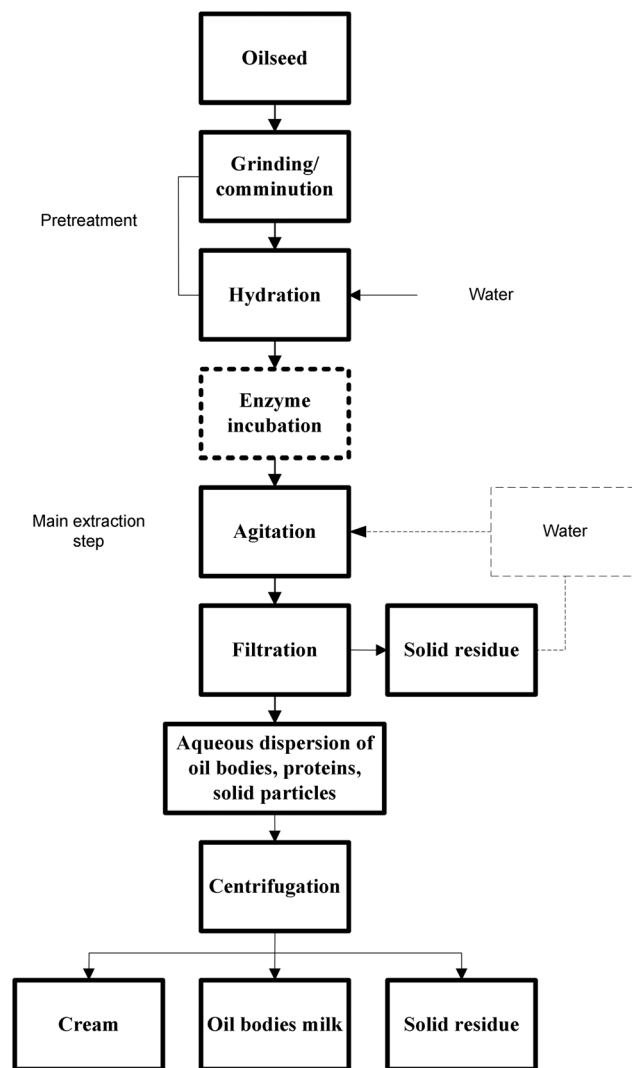 Oilseed
Grinding/
comminution
Pretreatment
Hydration
Water
Enzyme
incubation
Main extraction
step
Agitation
Water
Filtration
Solid residue
Aqueous dispersion of
oil bodies, proteins,
solid particles
Centrifugation
Cream
Oil bodies milk
Solid residue